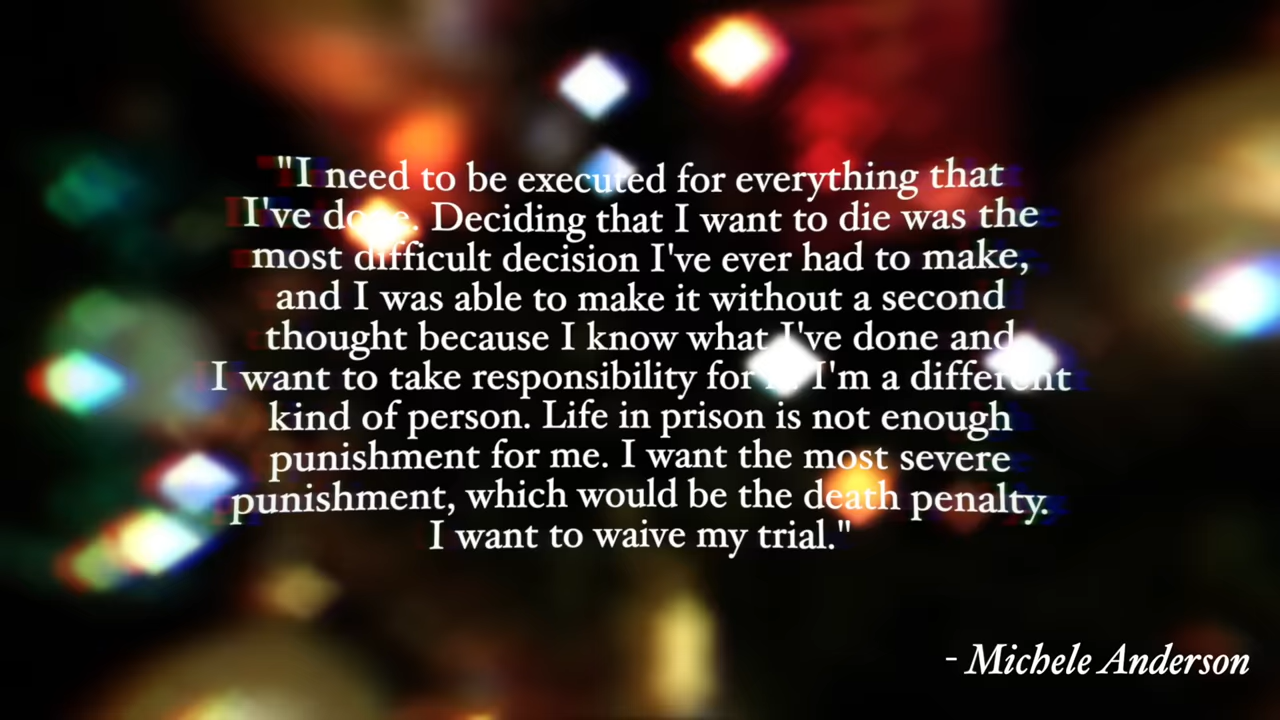 "I need to be executed for everything that
I've done. Deciding that I want to die was the
most difficult decision I've ever had to make,
and I was able to make it without a second
thought because I know what I've done and
I want to take responsibility for I'm a different
kind of person. Life in prison is not enough
punishment for me. I want the most severe
punishment, which would be the death penalty.
I want to waive my trial."
- Michele Anderson